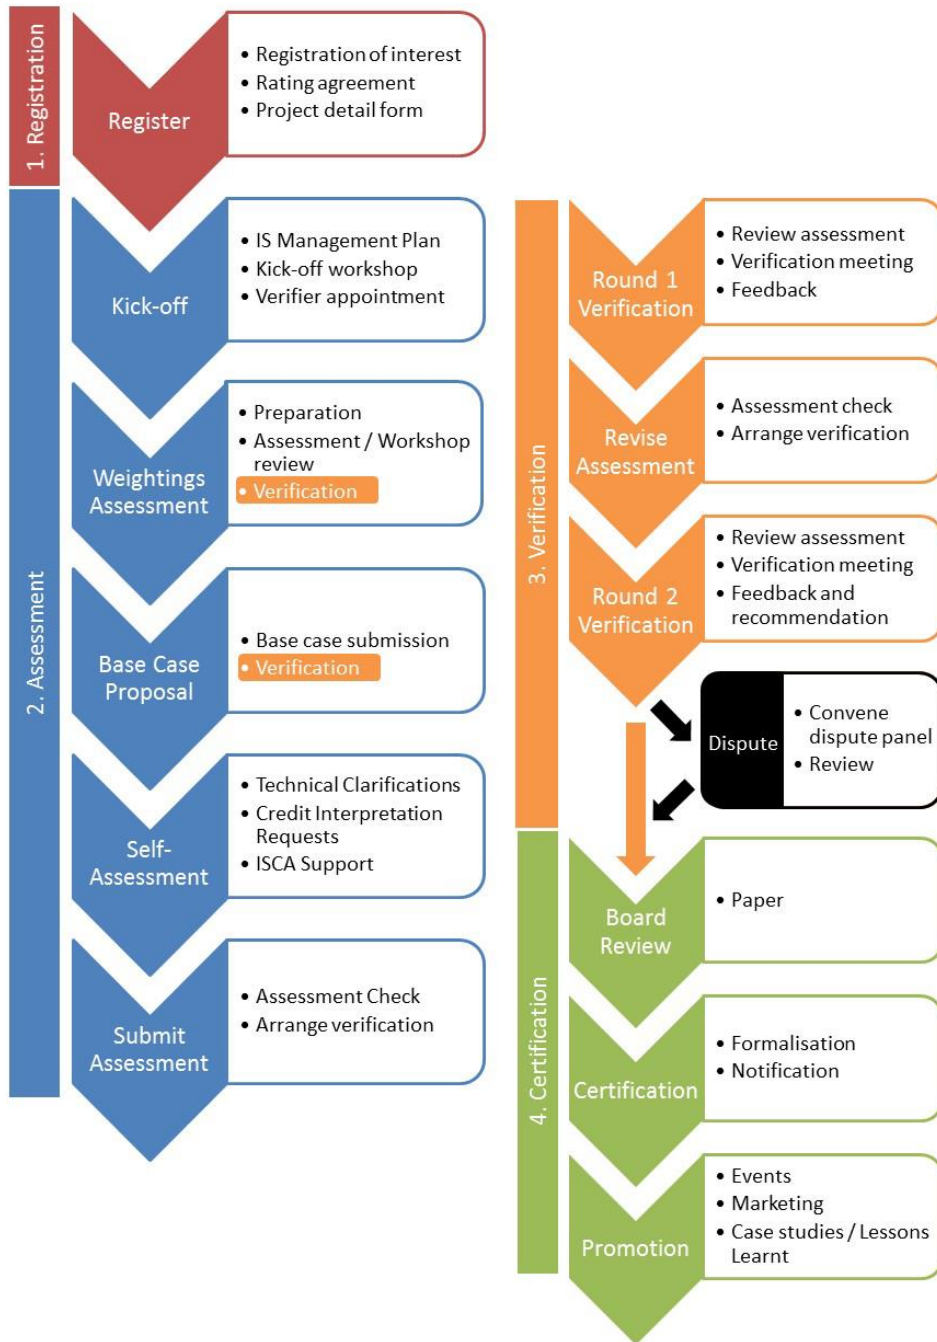 1. Registration
Register
• Registration of interest
• Rating agreement
• Project detail form
2. Assessment
Kick-off
• IS Management Plan
• Kick-off workshop
• Verifier appointment
Weightings
Assessment
• Preparation
• Assessment / Workshop
review
• Verification
Base Case
Proposal
• Base case submission
• Verification
Self-
Assessment
• Technical Clarifications
• Credit Interpretation
Requests
• ISCA Support
Submit
Assessment
• Assessment Check
• Arrange verification
3. Verification
Round 1
Verification
• Review assessment
• Verification meeting
• Feedback
Revise
Assessment
• Assessment check
• Arrange verification
Round 2
Verification
• Review assessment
• Verification meeting
• Feedback and
recommendation
Dispute
• Convene
dispute panel
• Review
4. Certification
Board
Review
• Paper
Certification
• Formalisation
• Notification
Promotion
• Events
• Marketing
• Case studies / Lessons
Learnt